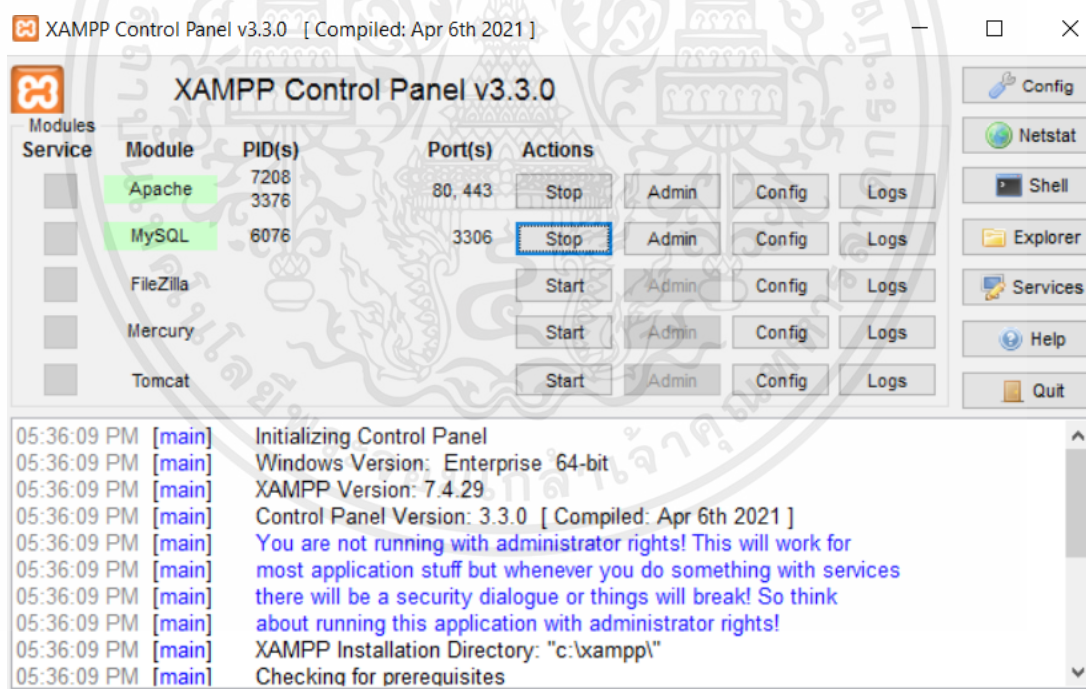 XAMPP Control Panel v3.3.0 [ Compiled: Apr 6th 2021 ]
XAMPP Control Panel v3.3.0
Config
Modules
Service Module PID(s) Port(s) Actions
Netstat
Apache 7208 3376 80, 443 Stop Admin Config Logs
Shell
MySQL 6076 3306 Stop Admin Config Logs
Explorer
FileZilla Start Admin Config Logs
Services
Mercury Start Admin Config Logs
Help
Tomcat Start Admin Config Logs
Quit
05:36:09 PM [main] Initializing Control Panel
05:36:09 PM [main] Windows Version: Enterprise 64-bit
05:36:09 PM [main] XAMPP Version: 7.4.29
05:36:09 PM [main] Control Panel Version: 3.3.0 [ Compiled: Apr 6th 2021 ]
05:36:09 PM [main] You are not running with administrator rights! This will work for
05:36:09 PM [main] most application stuff but whenever you do something with services
05:36:09 PM [main] there will be a security dialogue or things will break! So think
05:36:09 PM [main] about running this application with administrator rights!
05:36:09 PM [main] XAMPP Installation Directory: "c:\xampp\"
05:36:09 PM [main] Checking for prerequisites